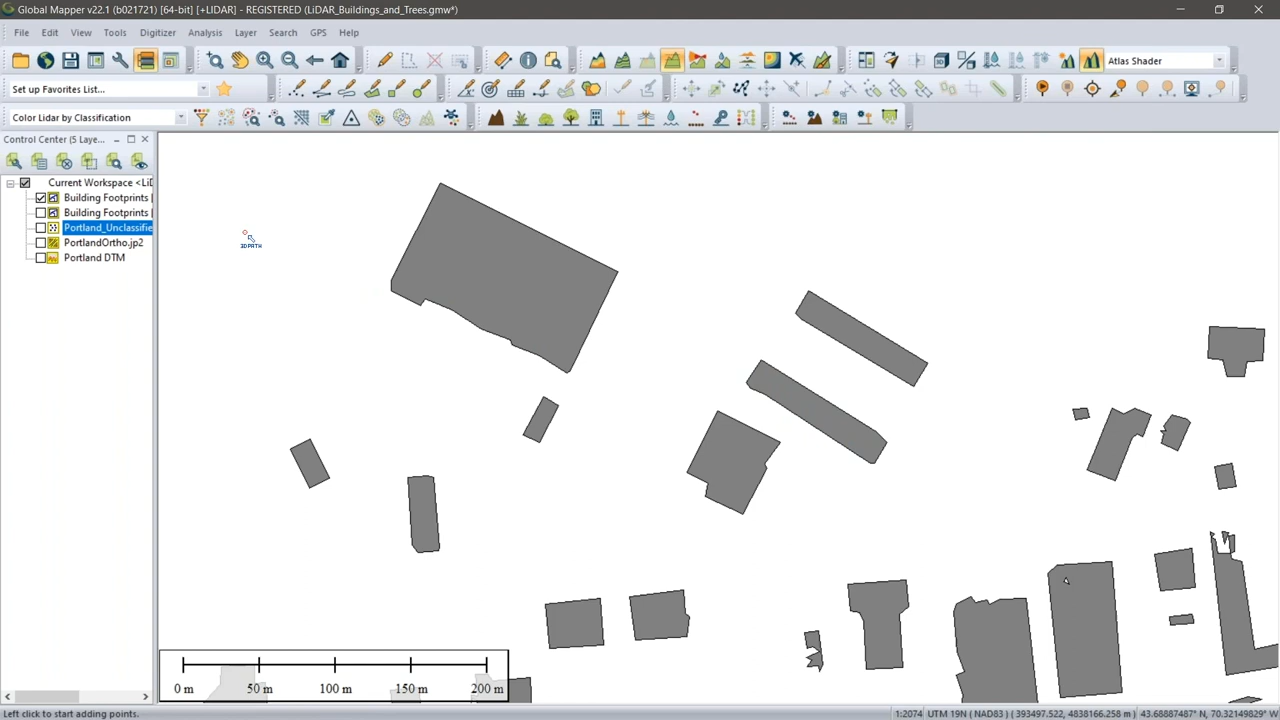 Global Mapper v22.1 (b021721) [64-bit] [+LIDAR] - REGISTERED (LiDAR_Buildings_and_Trees.gmw*)
File Edit View Tools Digitizer Analysis Layer Search GPS Help
Atlas Shader
Set up Favorites List...
Color Lidar by Classification
Control Center (5 Laye...
Current Workspace <LiD
Building Footprints [
Building Footprints [
Portland_Unclassifie
PortlandOrtho.jp2
Portland DTM
3DPATH
0 m 50 m 100 m 150 m 200 m
Left click to start adding points.
1:2074 UTM 19N ( NAD83 ) ( 393497.522, 4838166.258 m ) 43.68887487° N, 70.32149829° W